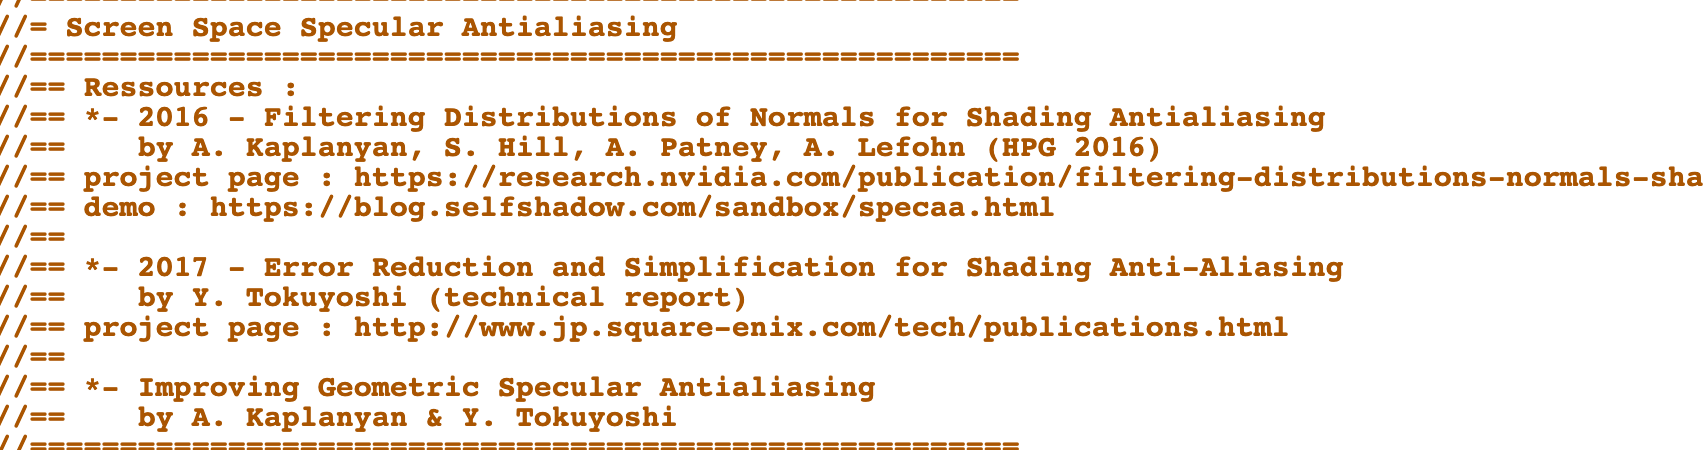 //=======================================================
//= Screen Space Specular Antialiasing
//=======================================================
//== Ressources :
//== *- 2016 - Filtering Distributions of Normals for Shading Antialiasing
//==    by A. Kaplanyan, S. Hill, A. Patney, A. Lefohn (HPG 2016)
//== project page : https://research.nvidia.com/publication/filtering-distributions-normals-sha
//== demo : https://blog.selfshadow.com/sandbox/specaa.html
//==
//== *- 2017 - Error Reduction and Simplification for Shading Anti-Aliasing
//==    by Y. Tokuyoshi (technical report)
//== project page : http://www.jp.square-enix.com/tech/publications.html
//==
//== *- Improving Geometric Specular Antialiasing
//==    by A. Kaplanyan & Y. Tokuyoshi
//=======================================================